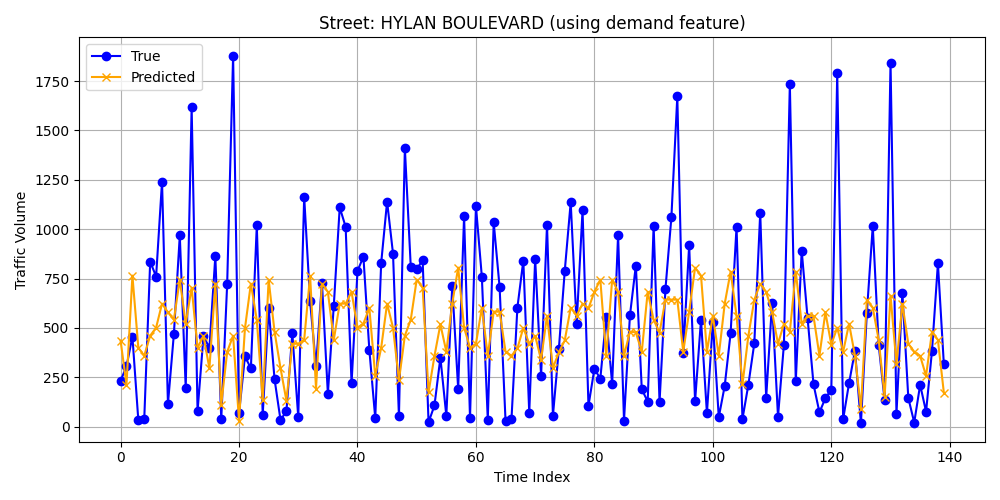 Street: HYLAN BOULEVARD (using demand feature)
True
Predicted
Traffic Volume
1750
1500
1250
1000
750
500
250
0
0 20 40 60 80 100 120 140
Time Index